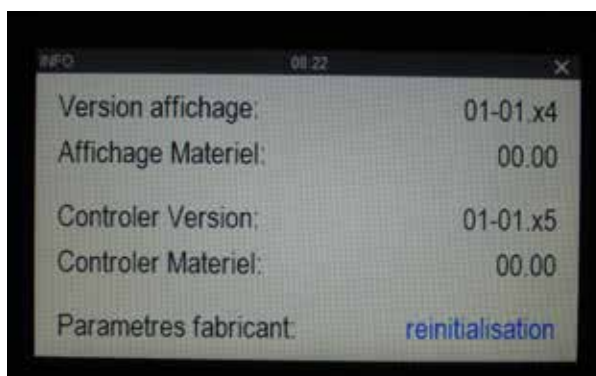 INFO 08:22 ×
Version affichage: 01-01.x4
Affichage Materiel: 00.00
Controler Version: 01-01.x5
Controler Materiel: 00.00
Parametres fabricant: reinitialisation